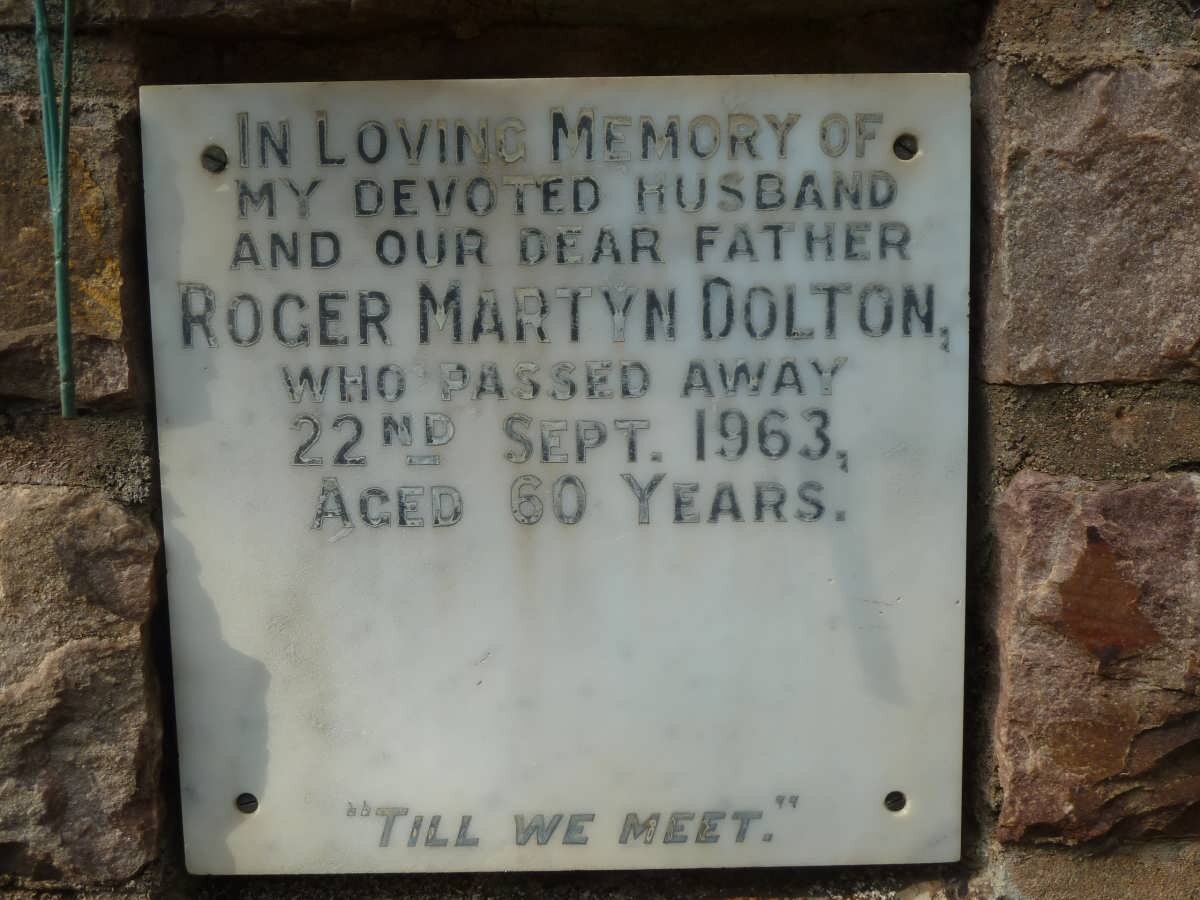 In Loving Memory of
my devoted husband
and our dear father
Roger Martyn Dolton,
who passed away
22nd Sept. 1963,
Aged 60 Years.
"Till we meet."